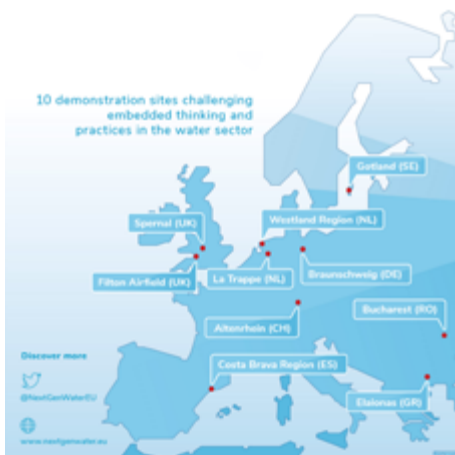 10 demonstration sites challenging
embedded thinking and
practices in the water sector
Gotland (SE)
Spernal (UK)
Westland Region (NL)
Filton Airfield (UK)
La Trappe (NL)
Braunschweig (DE)
Bucharest (RO)
Altenrhein (CH)
Costa Brava Region (ES)
Elaionas (GR)
Discover more
@NextGenWaterEU
www.nextgenwater.eu